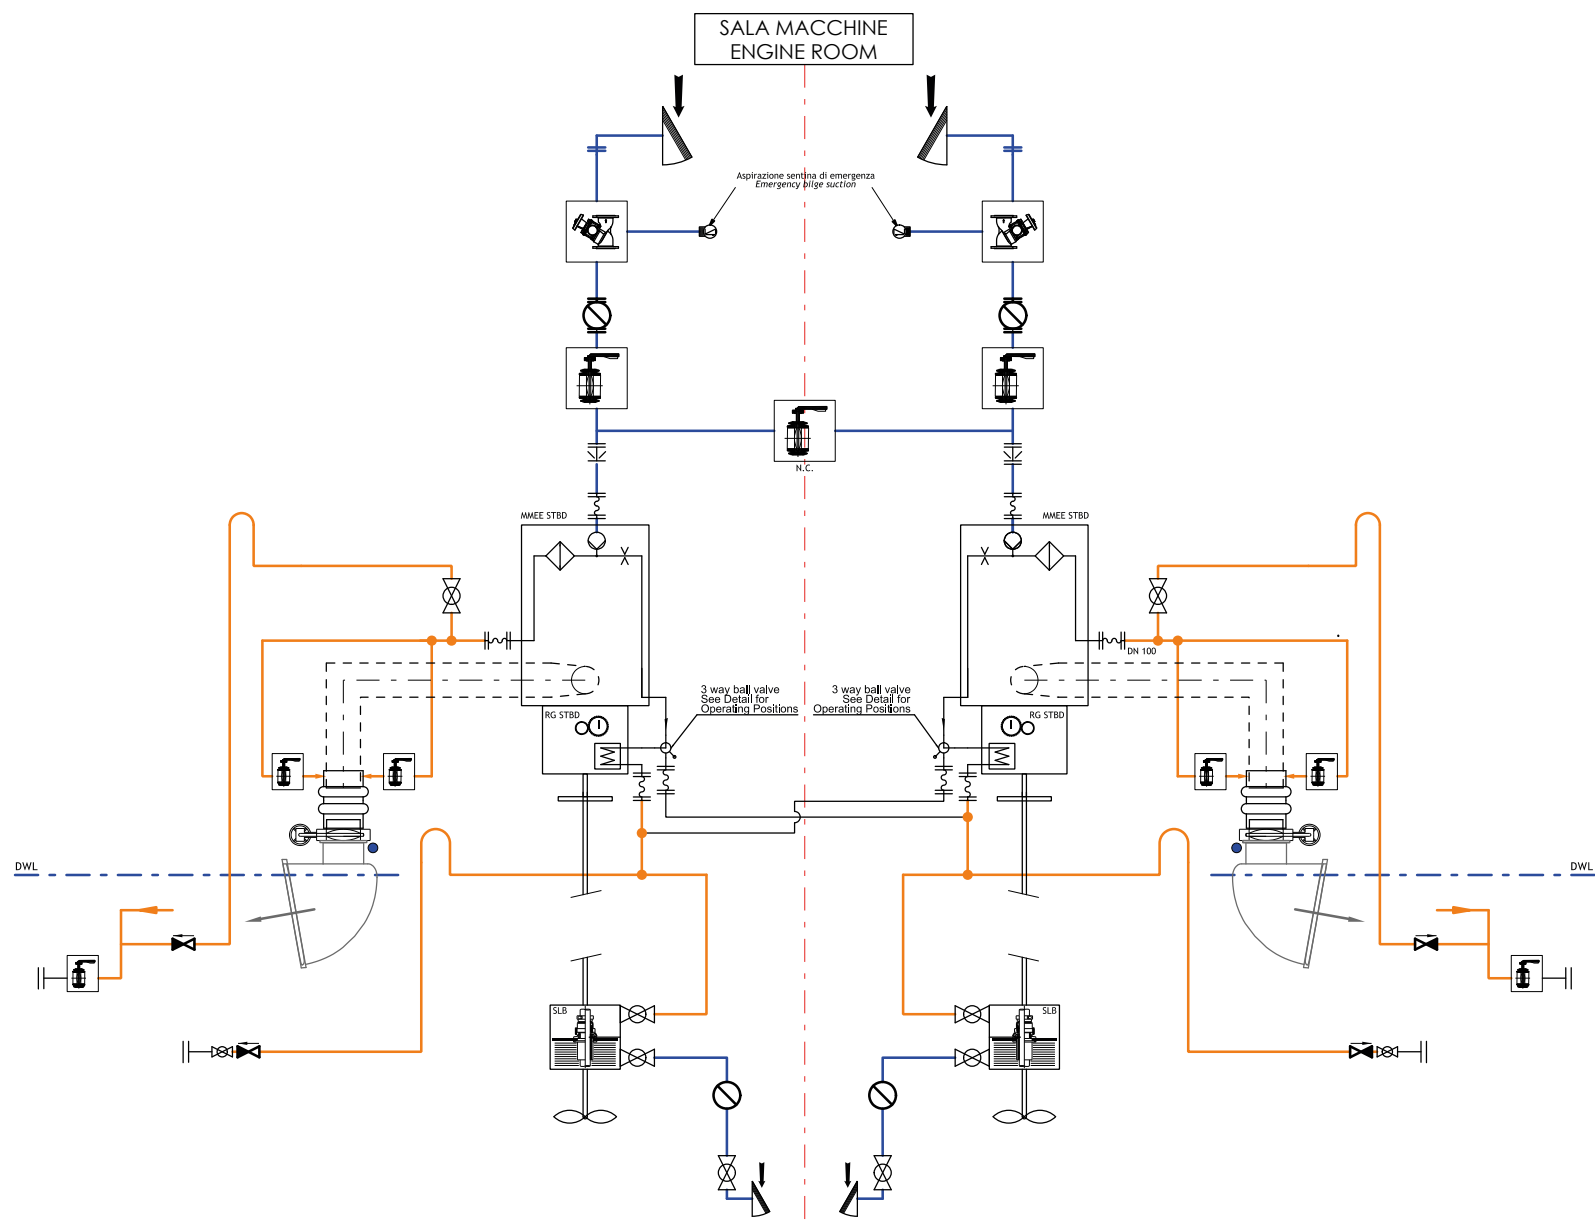 SALA MACCHINE
ENGINE ROOM
Aspirazione sentina di emergenza
Emergency bilge suction
N.C.
MMEE STBD
MMEE STBD
DN 100
3 way ball valve
See Detail for
Operating Positions
3 way ball valve
See Detail for
Operating Positions
RG STBD
RG STBD
DWL
DWL
SLB
SLB